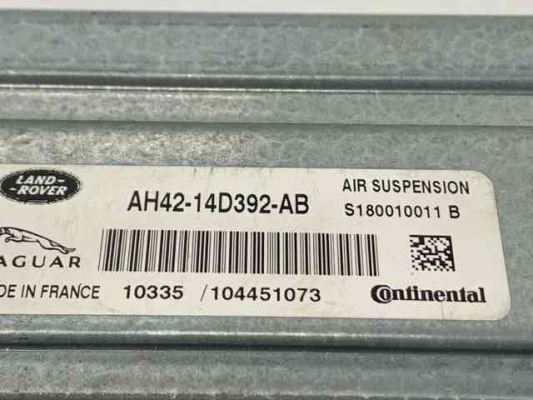 LAND-
ROVER
AH42-14D392-AB
AIR SUSPENSION
S180010011 B
AGUAR
DE IN FRANCE
10335 /104451073
Continental